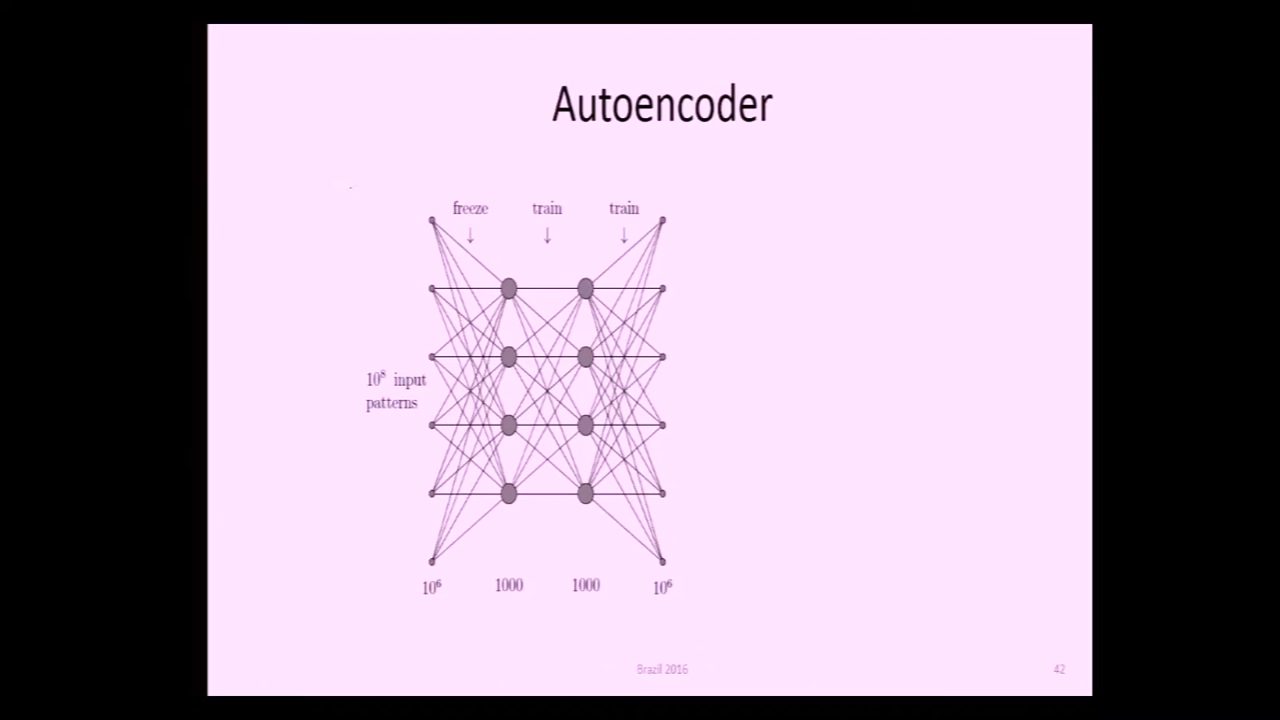 Autoencoder
freeze train train
↓ ↓ ↓
10⁸ input
patterns
10⁶ 1000 1000 10⁶
Brazil 2016
42